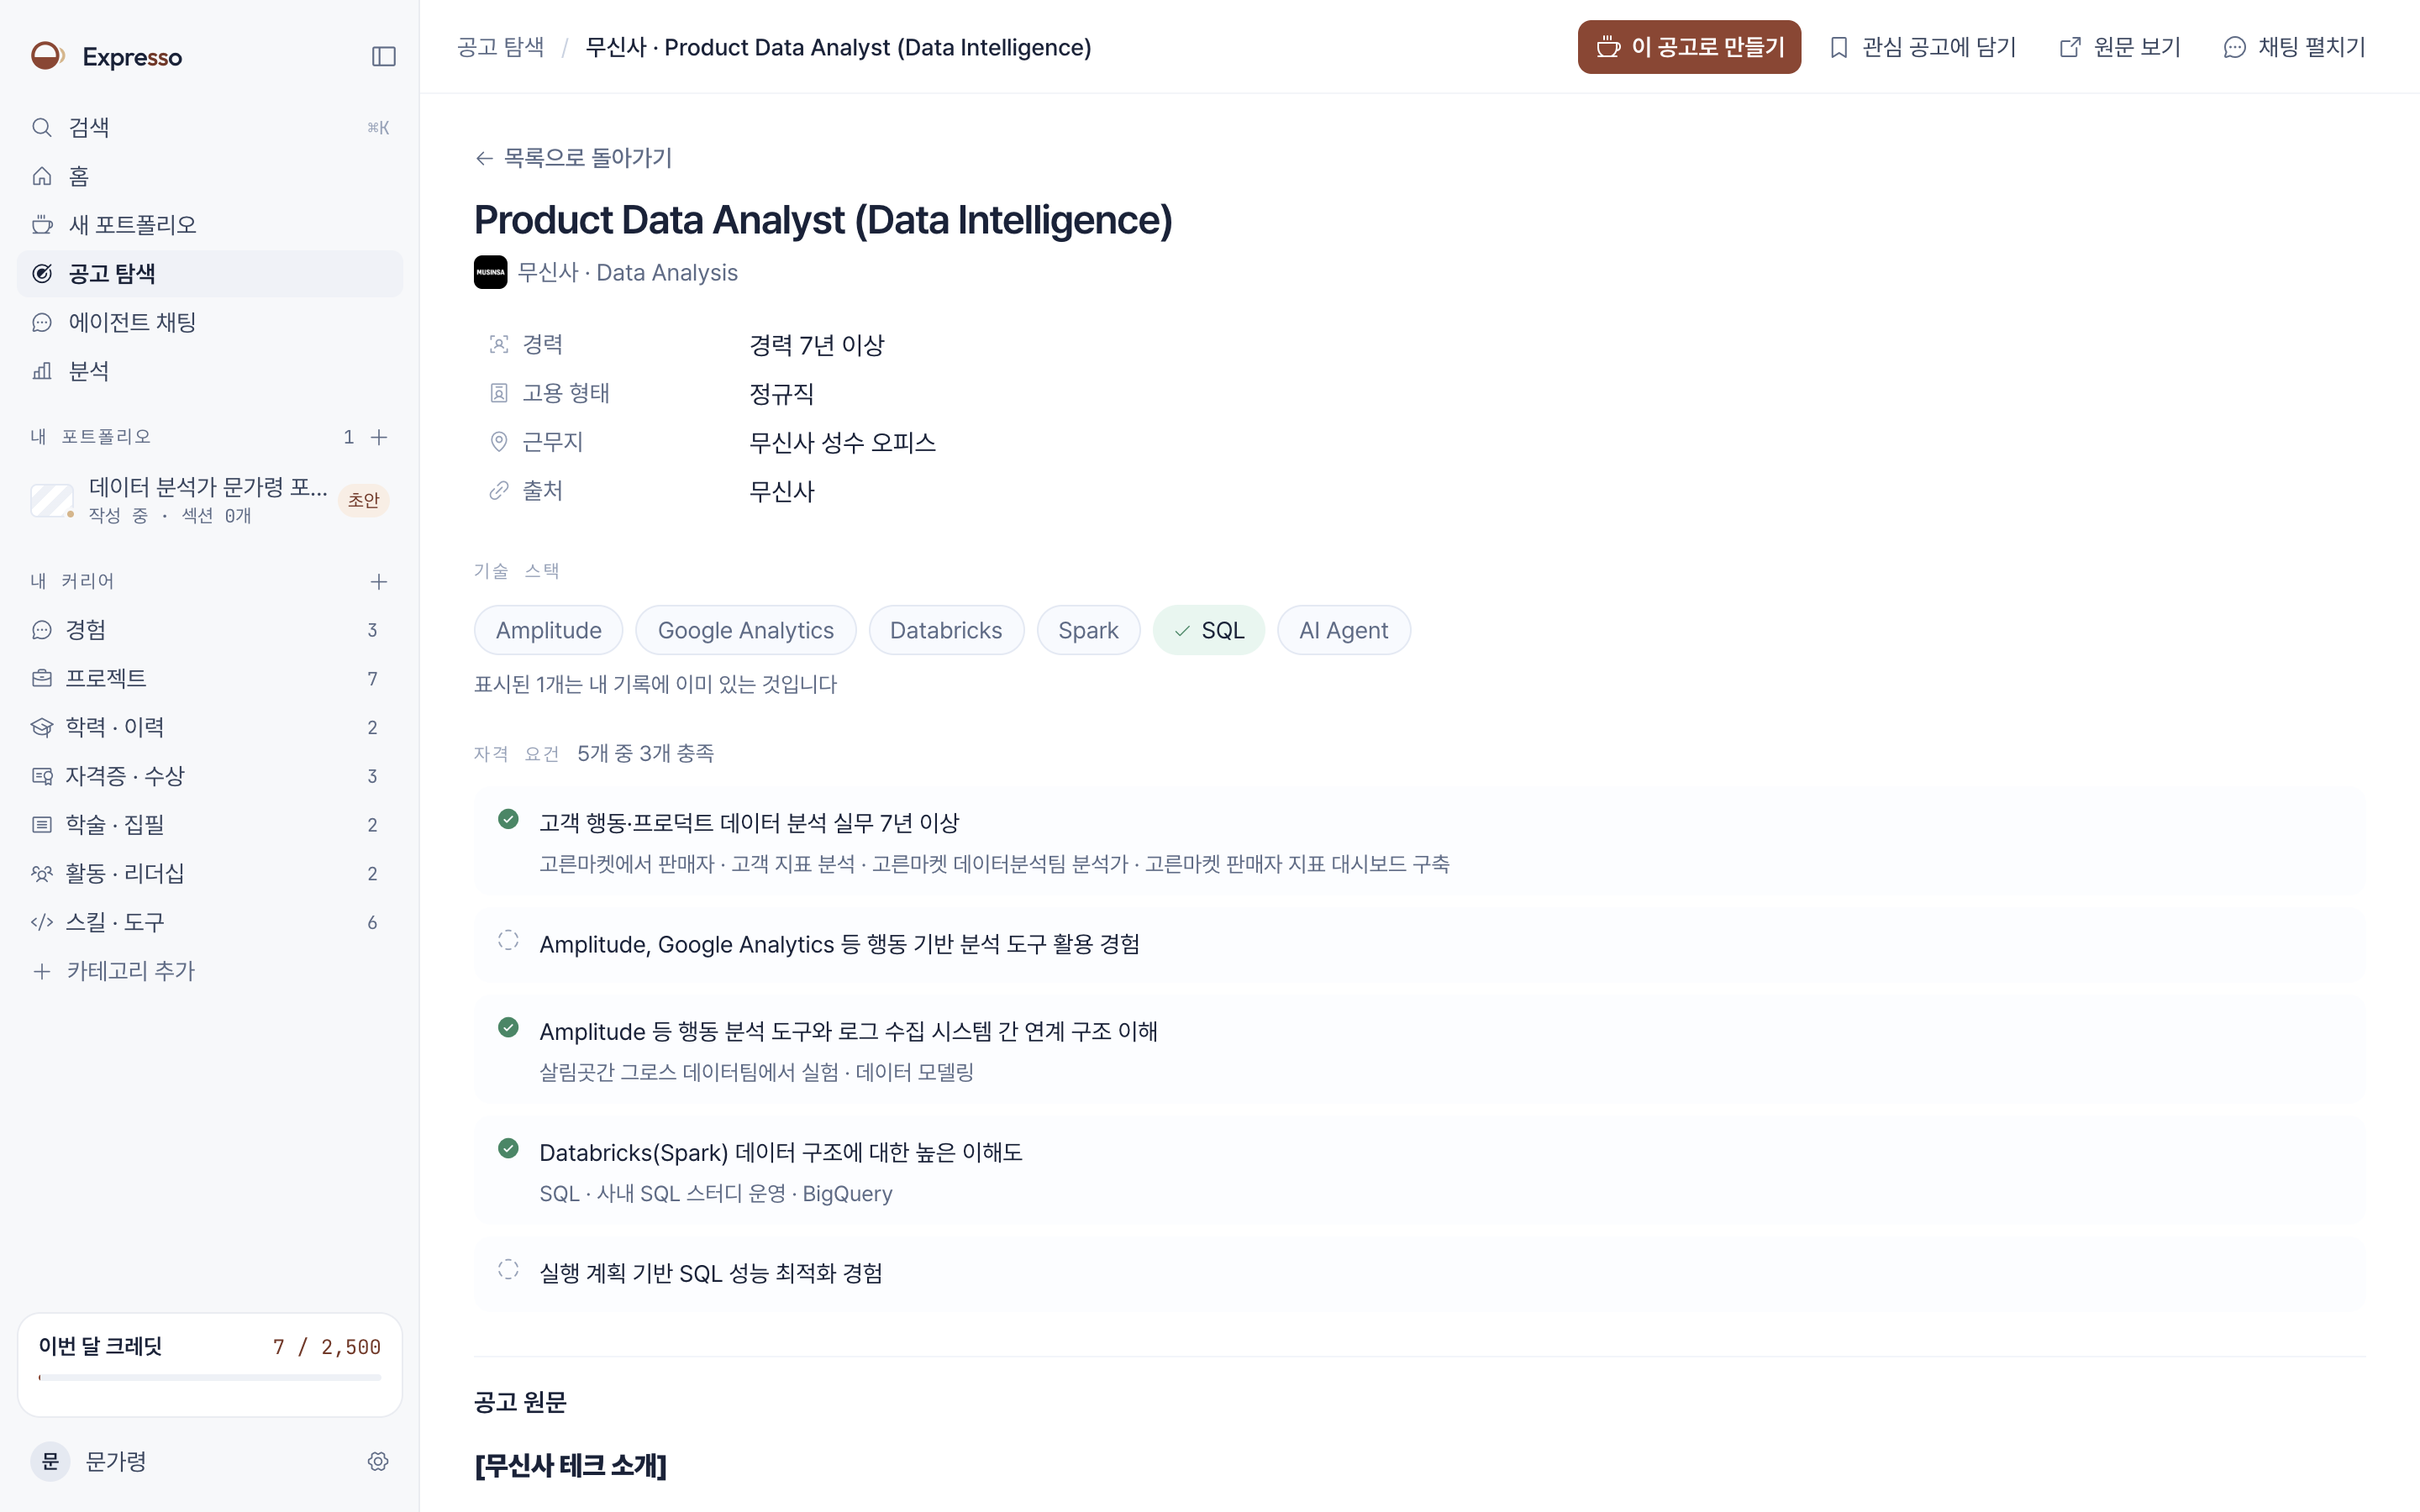 Expresso
검색 ⌘K
홈
새 포트폴리오
공고 탐색
에이전트 채팅
분석
내 포트폴리오 1
데이터 분석가 문가령 포... 초안
작성 중 · 섹션 0개
내 커리어
경험 3
프로젝트 7
학력 · 이력 2
자격증 · 수상 3
학술 · 집필 2
활동 · 리더십 2
스킬 · 도구 6
카테고리 추가
이번 달 크레딧 7 / 2,500
문 문가령
공고 탐색 / 무신사 · Product Data Analyst (Data Intelligence)
이 공고로 만들기 관심 공고에 담기 원문 보기 채팅 펼치기
← 목록으로 돌아가기
Product Data Analyst (Data Intelligence)
MUSINSA 무신사 · Data Analysis
경력 경력 7년 이상
고용 형태 정규직
근무지 무신사 성수 오피스
출처 무신사
기술 스택
Amplitude Google Analytics Databricks Spark SQL AI Agent
표시된 1개는 내 기록에 이미 있는 것입니다
자격 요건 5개 중 3개 충족
고객 행동·프로덕트 데이터 분석 실무 7년 이상
고른마켓에서 판매자 · 고객 지표 분석 · 고른마켓 데이터분석팀 분석가 · 고른마켓 판매자 지표 대시보드 구축
Amplitude, Google Analytics 등 행동 기반 분석 도구 활용 경험
Amplitude 등 행동 분석 도구와 로그 수집 시스템 간 연계 구조 이해
살림곳간 그로스 데이터팀에서 실험 · 데이터 모델링
Databricks(Spark) 데이터 구조에 대한 높은 이해도
SQL · 사내 SQL 스터디 운영 · BigQuery
실행 계획 기반 SQL 성능 최적화 경험
공고 원문
[무신사 테크 소개]